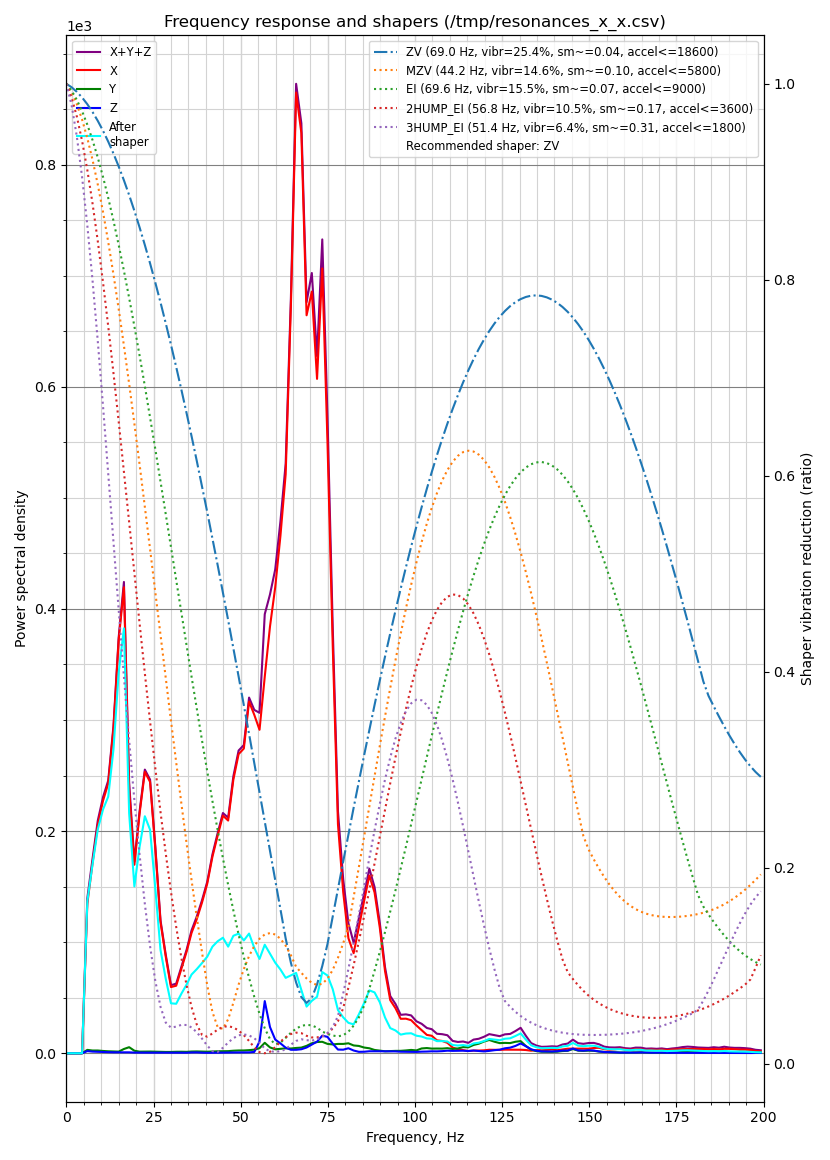 Frequency response and shapers (/tmp/resonances_x_x.csv)
1e3
X+Y+Z
X
Y
Z
After
shaper
ZV (69.0 Hz, vibr=25.4%, sm~=0.04, accel<=18600)
MZV (44.2 Hz, vibr=14.6%, sm~=0.10, accel<=5800)
EI (69.6 Hz, vibr=15.5%, sm~=0.07, accel<=9000)
2HUMP_EI (56.8 Hz, vibr=10.5%, sm~=0.17, accel<=3600)
3HUMP_EI (51.4 Hz, vibr=6.4%, sm~=0.31, accel<=1800)
Recommended shaper: ZV
Power spectral density
0.8
0.6
0.4
0.2
0.0
1.0
0.8
0.6
0.4
0.2
0.0
Shaper vibration reduction (ratio)
0 25 50 75 100 125 150 175 200
Frequency, Hz